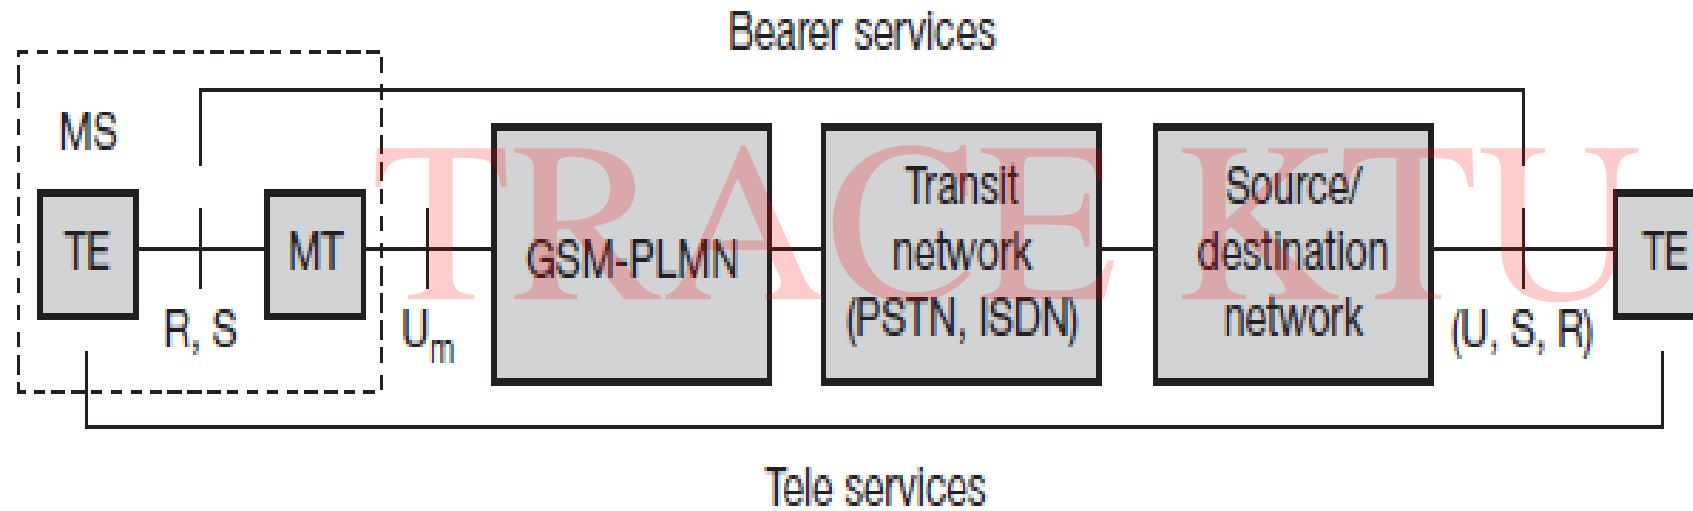 Bearer services
MS
TE
R, S
MT
Um
GSM-PLMN
Transit
network
(PSTN, ISDN)
Source/
destination
network
(U, S, R)
TE
Tele services
TRACE KTU